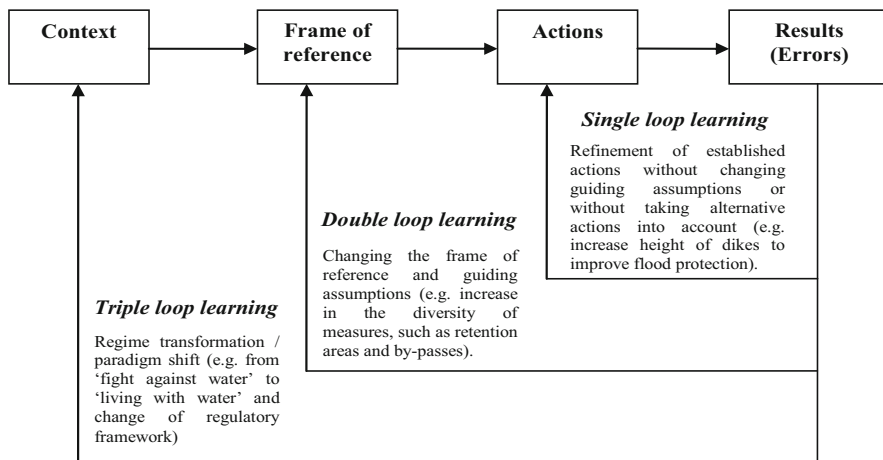 Context
Frame of
reference
Actions
Results
(Errors)
Single loop learning
Refinement of established
actions without changing
guiding assumptions or
without taking alternative
actions into account (e.g.
increase height of dikes to
improve flood protection).
Double loop learning
Changing the frame of
reference and guiding
assumptions (e.g. increase
in the diversity of
measures, such as retention
areas and by-passes).
Triple loop learning
Regime transformation /
paradigm shift (e.g. from
‘fight against water’ to
‘living with water’ and
change of regulatory
framework)